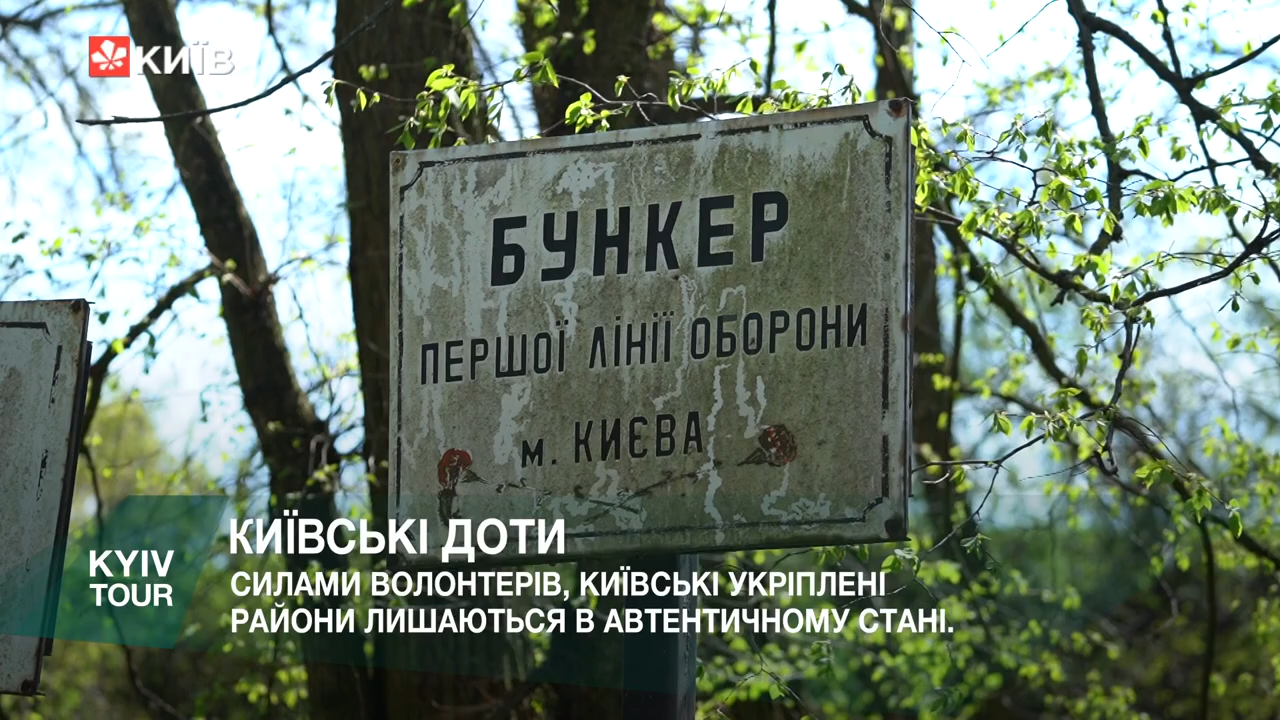 КИЇВ
БУНКЕР
ПЕРШОЇ ЛІНІЇ ОБОРОНИ
м. КИЄВА
KYIV
TOUR
КИЇВСЬКІ ДОТИ
СИЛАМИ ВОЛОНТЕРІВ, КИЇВСЬКІ УКРІПЛЕНІ
РАЙОНИ ЛИШАЮТЬСЯ В АВТЕНТИЧНОМУ СТАНІ.